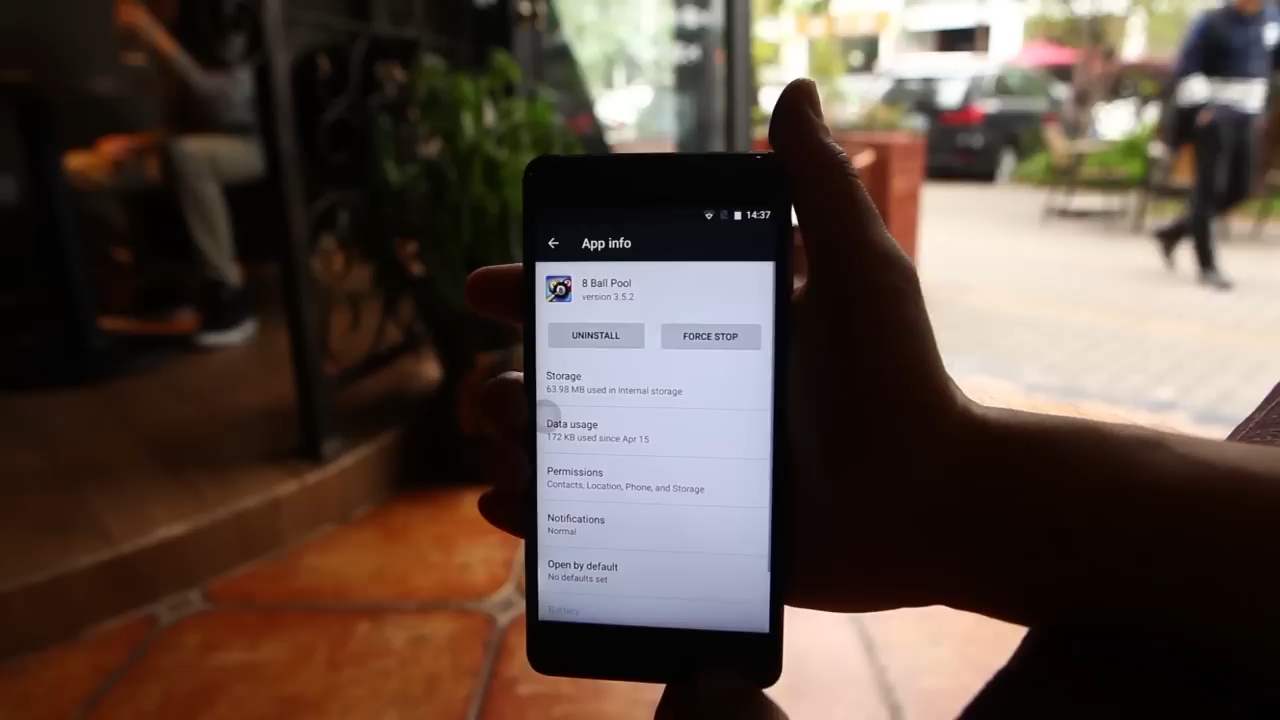 14:37
App info
8 Ball Pool
version 3.5.2
UNINSTALL
FORCE STOP
Storage
63.98 MB used in Internal storage
Data usage
172 KB used since Apr 15
Permissions
Contacts, Location, Phone, and Storage
Notifications
Normal
Open by default
No defaults set
Battery